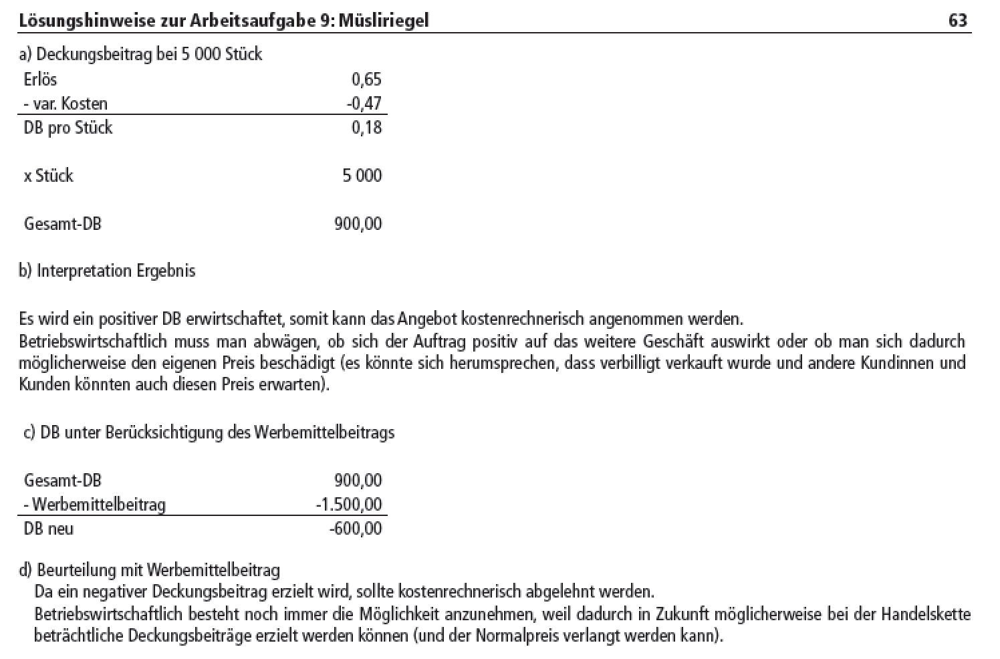 Lösungshinweise zur Arbeitsaufgabe 9: Müsliriegel 63
a) Deckungsbeitrag bei 5 000 Stück
Erlös 0,65
- var. Kosten -0,47
DB pro Stück 0,18
x Stück 5 000
Gesamt-DB 900,00
b) Interpretation Ergebnis
Es wird ein positiver DB erwirtschaftet, somit kann das Angebot kostenrechnerisch angenommen werden.
Betriebswirtschaftlich muss man abwägen, ob sich der Auftrag positiv auf das weitere Geschäft auswirkt oder ob man sich dadurch
möglicherweise den eigenen Preis beschädigt (es könnte sich herumsprechen, dass verbilligt verkauft wurde und andere Kundinnen und
Kunden könnten auch diesen Preis erwarten).
c) DB unter Berücksichtigung des Werbemittelbeitrags
Gesamt-DB 900,00
- Werbemittelbeitrag -1.500,00
DB neu -600,00
d) Beurteilung mit Werbemittelbeitrag
Da ein negativer Deckungsbeitrag erzielt wird, sollte kostenrechnerisch abgelehnt werden.
Betriebswirtschaftlich besteht noch immer die Möglichkeit anzunehmen, weil dadurch in Zukunft möglicherweise bei der Handelskette
beträchtliche Deckungsbeiträge erzielt werden können (und der Normalpreis verlangt werden kann).